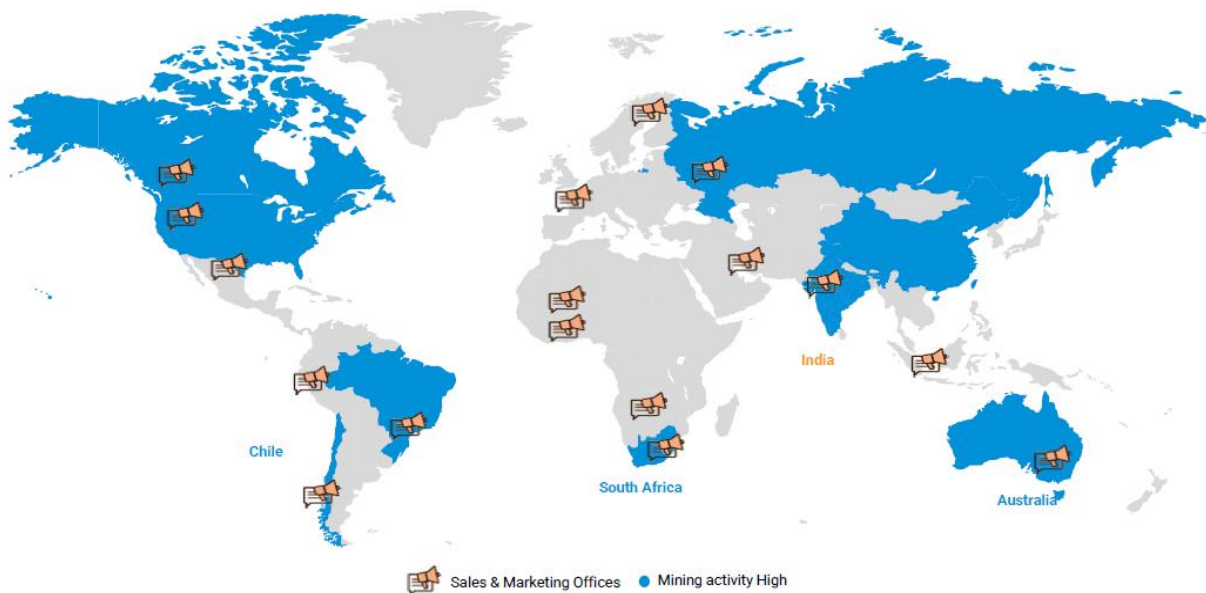 India
Chile
South Africa
Australia
Sales & Marketing Offices
Mining activity High